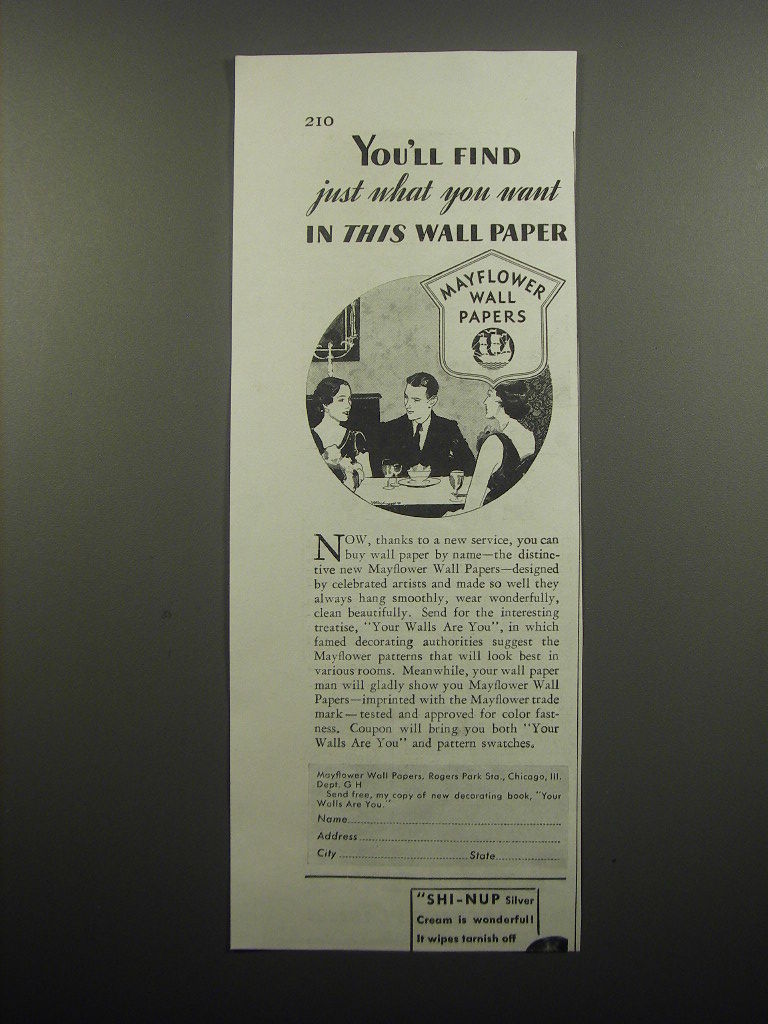 210
YOU'LL FIND
just what you want
IN THIS WALL PAPER
MAYFLOWER
WALL
PAPERS
NOW, thanks to a new service, you can
buy wall paper by name—the distinc-
tive new Mayflower Wall Papers—designed
by celebrated artists and made so well they
always hang smoothly, wear wonderfully,
clean beautifully. Send for the interesting
treatise, "Your Walls Are You", in which
famed decorating authorities suggest the
Mayflower patterns that will look best in
various rooms. Meanwhile, your wall paper
man will gladly show you Mayflower Wall
Papers—imprinted with the Mayflower trade
mark—tested and approved for color fast-
ness. Coupon will bring you both "Your
Walls Are You" and pattern swatches.
Mayflower Wall Papers, Rogers Park Sta., Chicago, Ill.
Dept. G H
Send free, my copy of new decorating book, "Your
Walls Are You."
Name
Address
City State
"SHI-NUP Silver
Cream is wonderful!
It wipes tarnish off